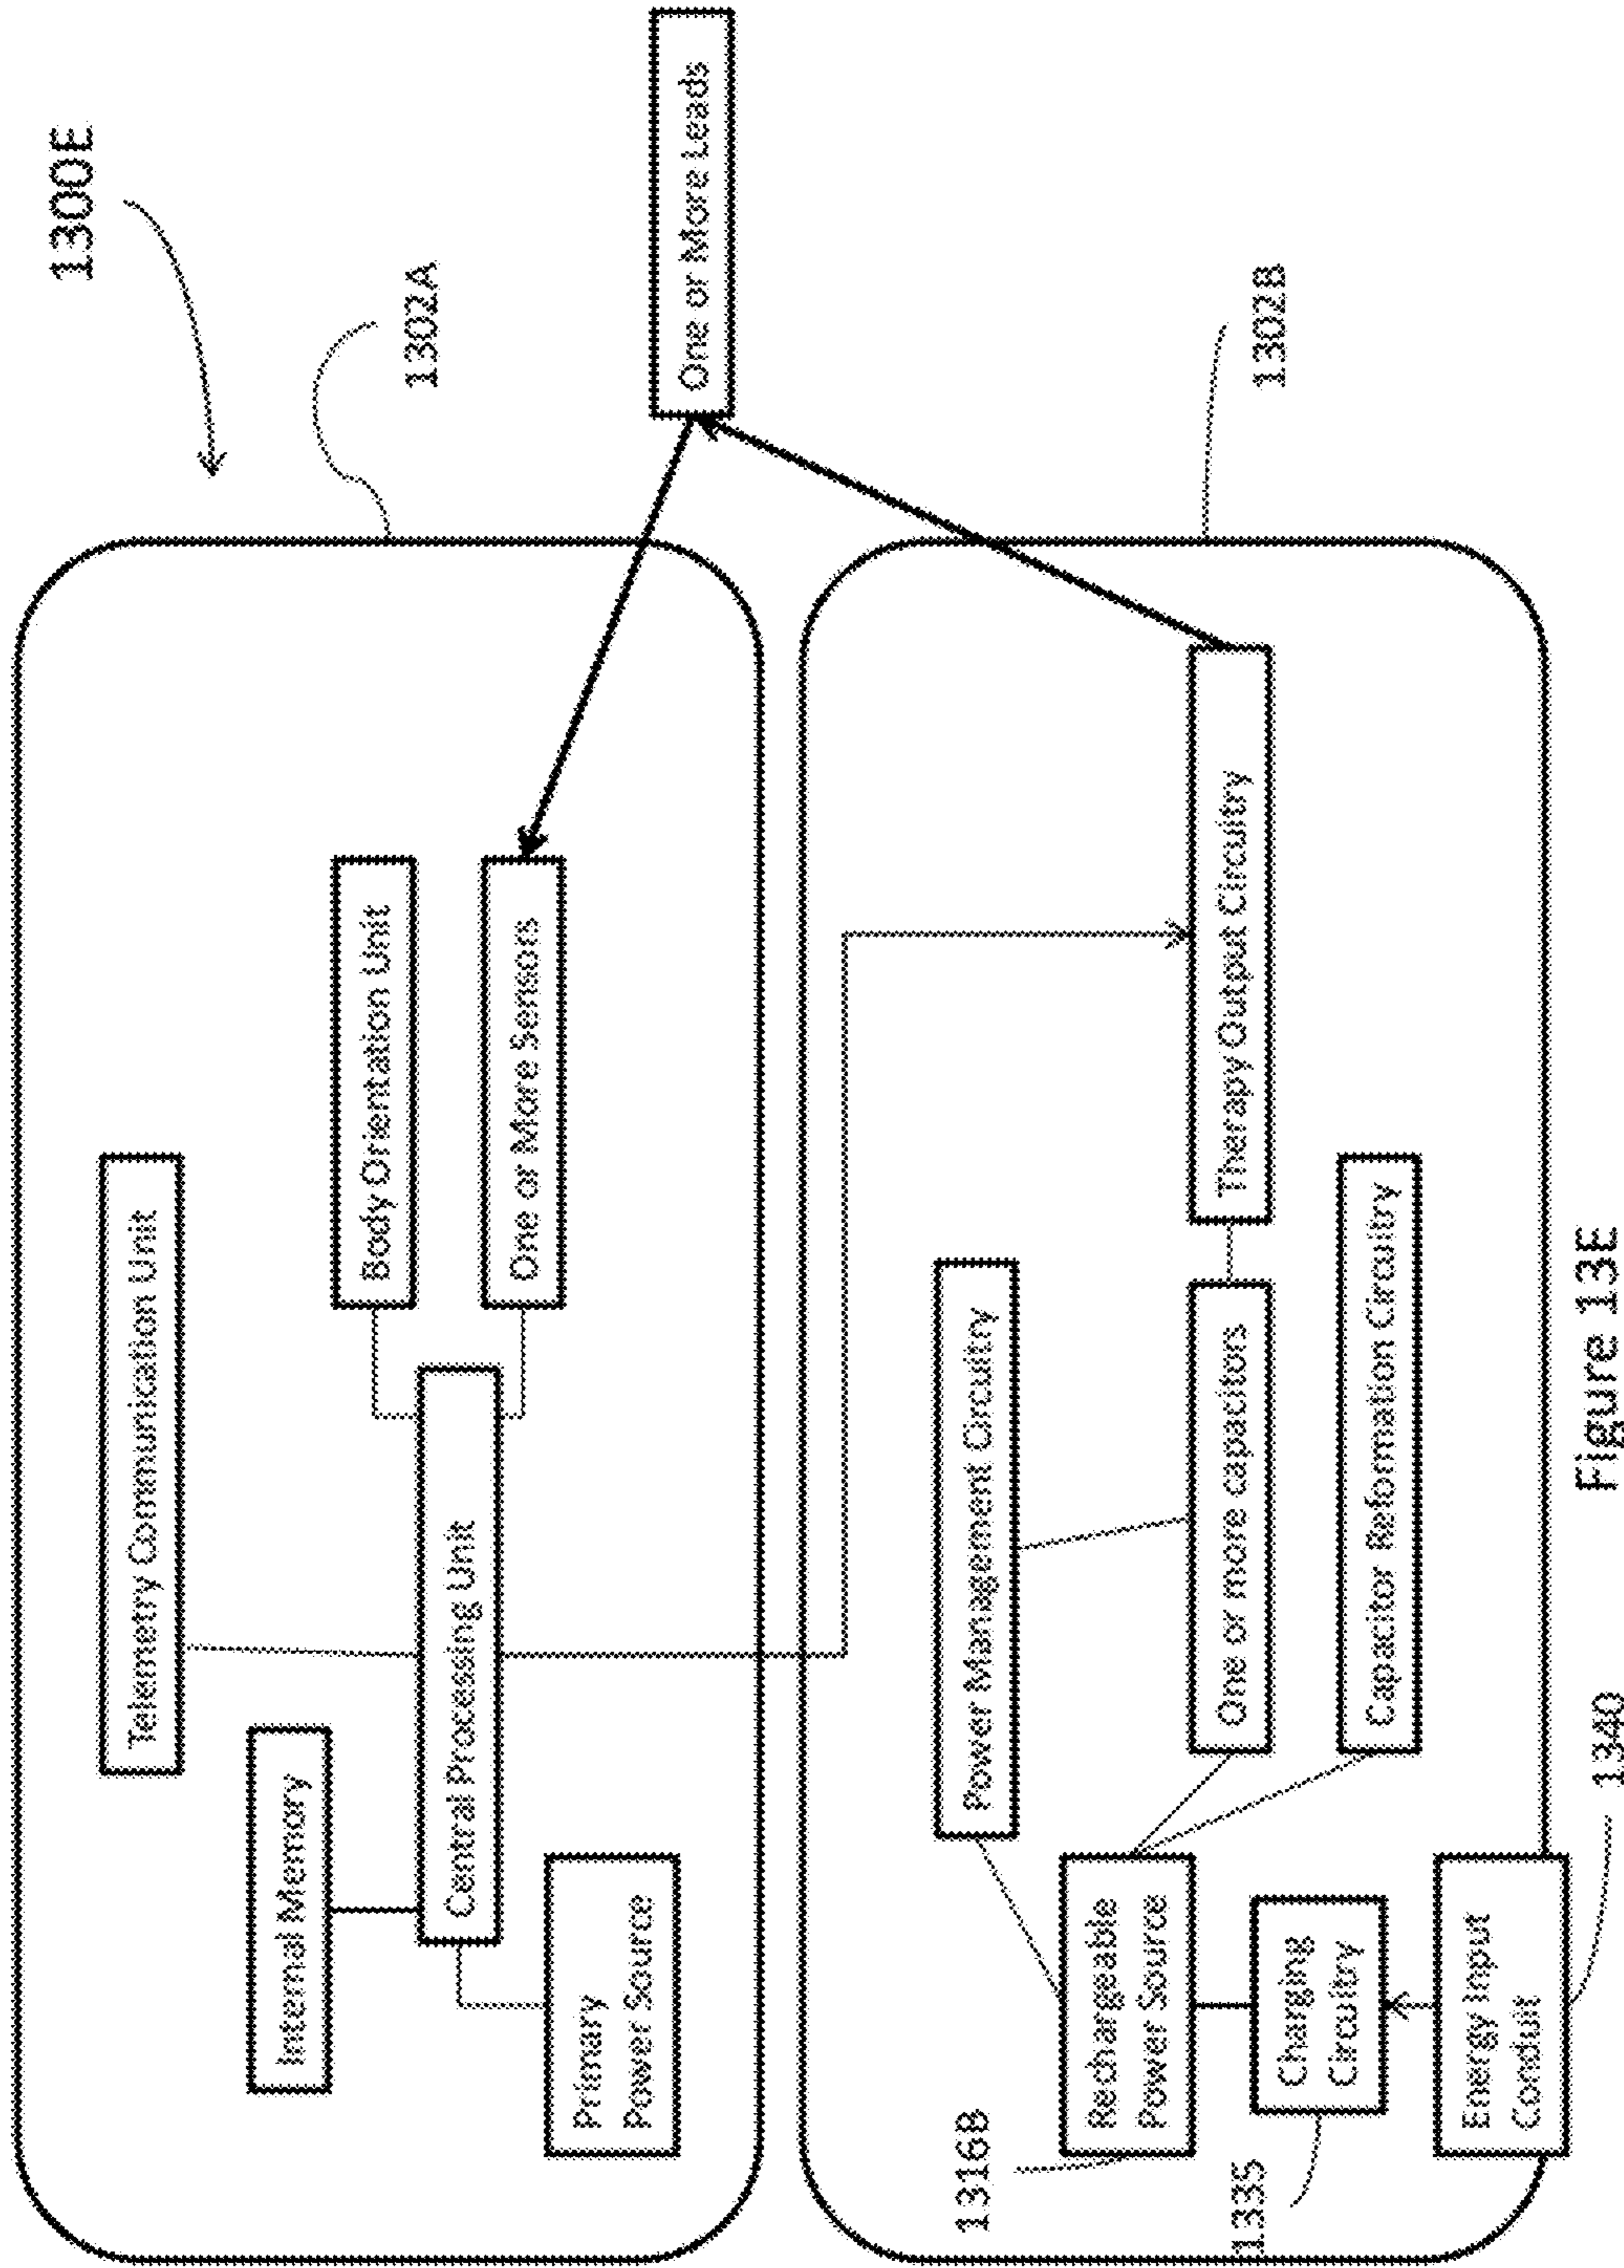 1300E
1302A
Telemetry Communication Unit
Internal Memory
Body Orientation Unit
Central Processing Unit
One or More Sensors
Primary
Power Source
One or More Leads
1302B
Power Management Circuitry
1316B
Rechargeable
Power Source
One or more capacitors
Therapy Output Circuitry
1335
Charging
Circuitry
Capacitor Reformation Circuitry
Energy Input
Conduit
1340
Figure 13E